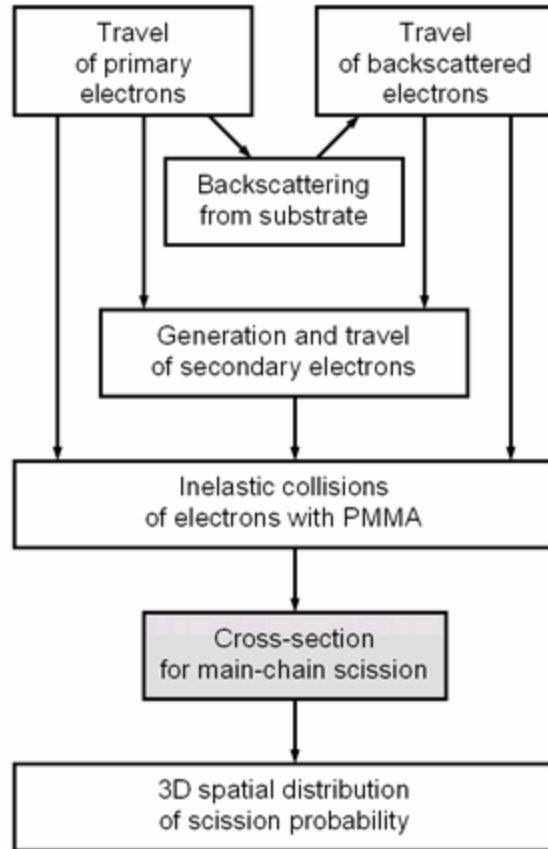 Travel
of primary
electrons
Travel
of backscattered
electrons
Backscattering
from substrate
Generation and travel
of secondary electrons
Inelastic collisions
of electrons with PMMA
Cross-section
for main-chain scission
3D spatial distribution
of scission probability